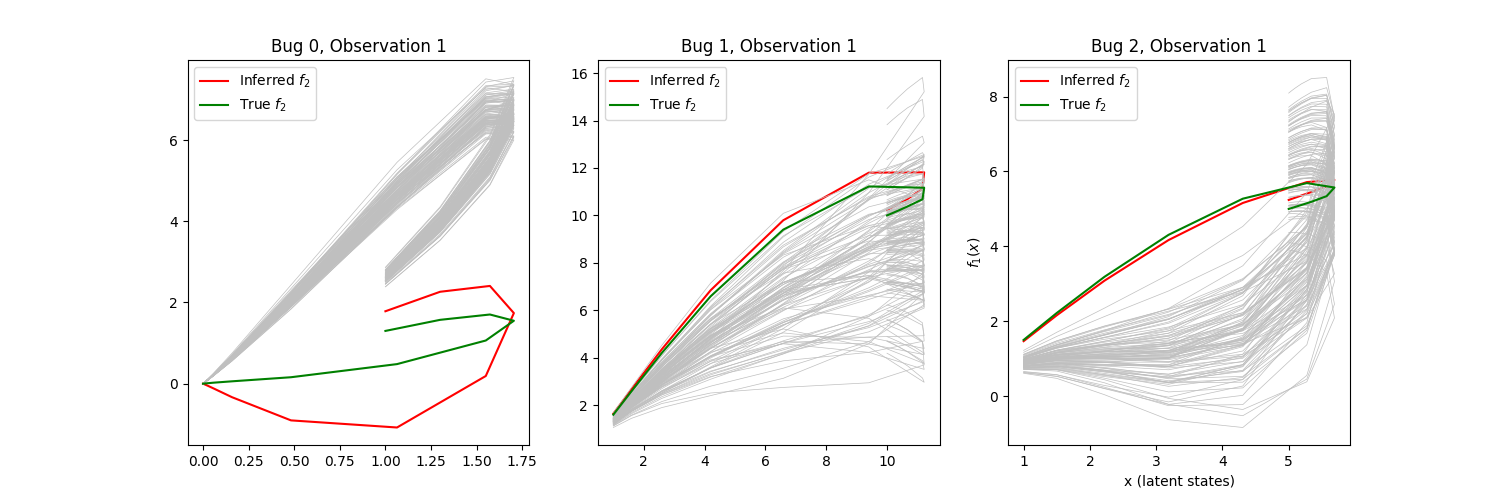 Bug 0, Observation 1
Inferred f₂
True f₂
6
4
2
0
0.00 0.25 0.50 0.75 1.00 1.25 1.50 1.75
Bug 1, Observation 1
Inferred f₂
True f₂
16
14
12
10
8
6
4
2
2 4 6 8 10
Bug 2, Observation 1
Inferred f₂
True f₂
8
6
4
2
0
f₁(x)
1 2 3 4 5
x (latent states)